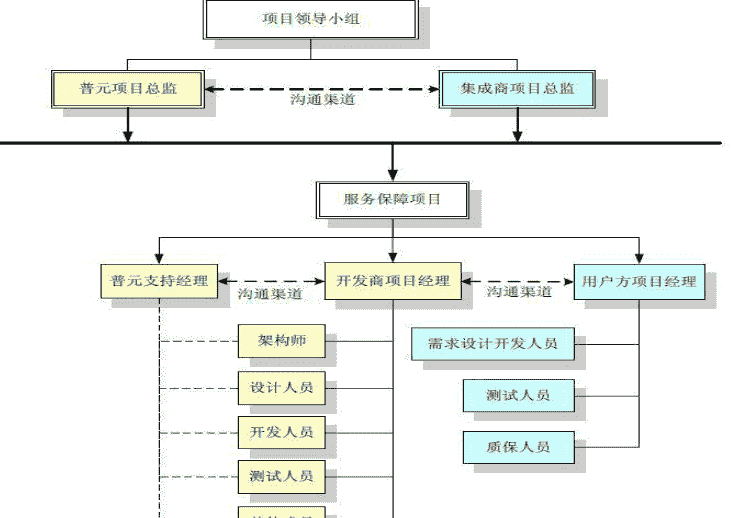 项目领导小组
普元项目总监
沟通渠道
集成商项目总监
服务保障项目
普元支持经理
沟通渠道
开发商项目经理
沟通渠道
用户方项目经理
架构师
需求设计开发人员
设计人员
测试人员
开发人员
质保人员
测试人员